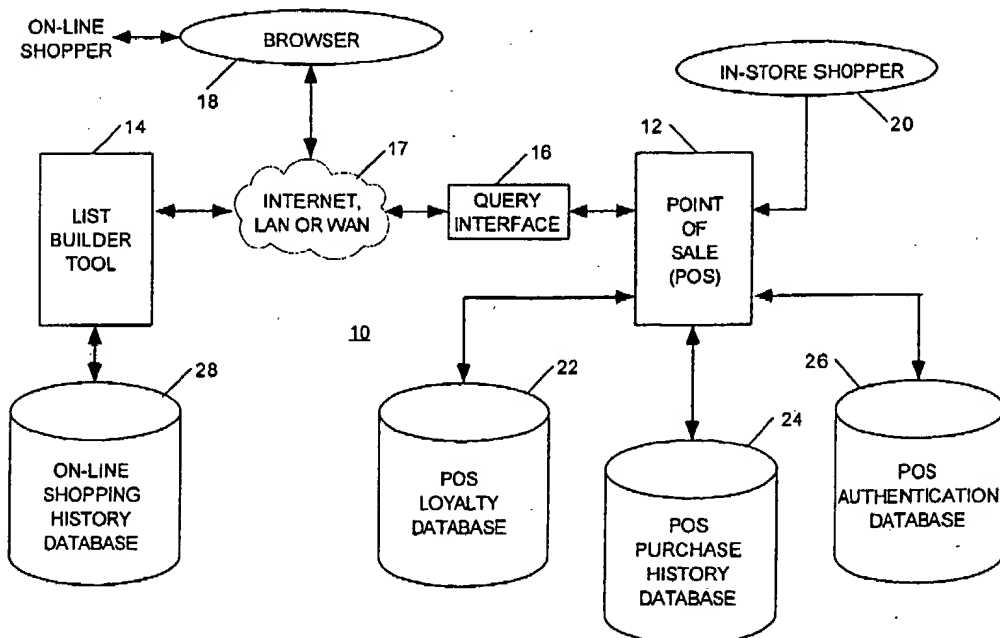 ON-LINE
SHOPPER
BROWSER
18
IN-STORE SHOPPER
20
14
LIST
BUILDER
TOOL
17
INTERNET,
LAN OR WAN
16
QUERY
INTERFACE
12
POINT
OF
SALE
(POS)
10
28
ON-LINE
SHOPPING
HISTORY
DATABASE
22
POS
LOYALTY
DATABASE
24
POS
PURCHASE
HISTORY
DATABASE
26
POS
AUTHENTICATION
DATABASE